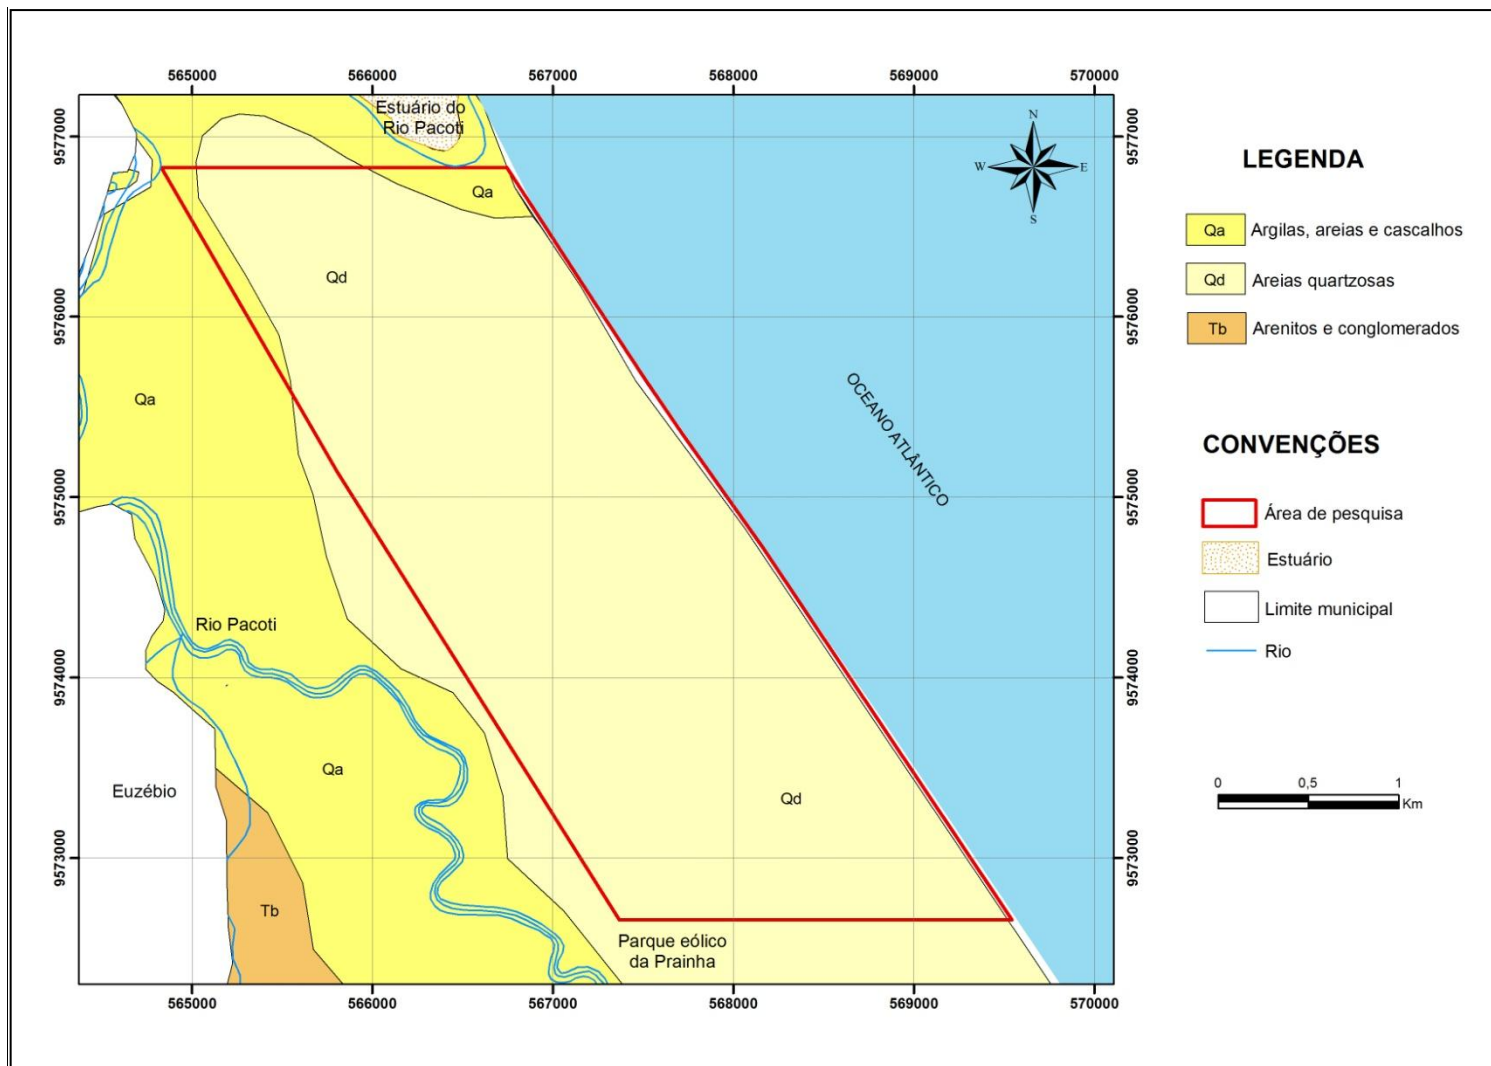 565000 566000 567000 568000 569000 570000
9577000
9577000
Estuário do
Rio Pacoti
N
W E
S
Qa
Qd
9576000
9576000
Qa
OCEANO ATLÂNTICO
9575000
9575000
Rio Pacoti
9574000
9574000
Qa
Euzébio
Qd
9573000
9573000
Tb
Parque eólico
da Prainha
565000 566000 567000 568000 569000 570000
LEGENDA
Qa Argilas, areias e cascalhos
Qd Areias quartzosas
Tb Arenitos e conglomerados
CONVENÇÕES
Área de pesquisa
Estuário
Limite municipal
Rio
0 0,5 1
Km